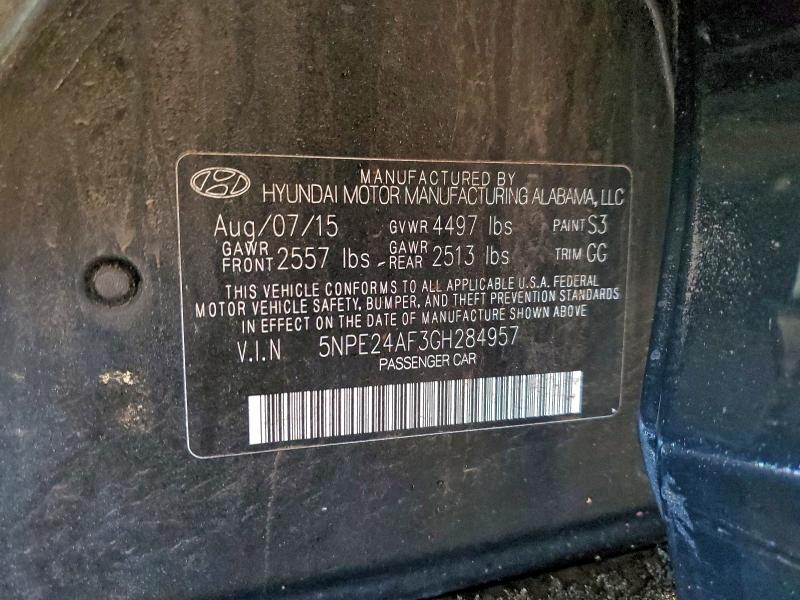 MANUFACTURED BY
HYUNDAI MOTOR MANUFACTURING ALABAMA, LLC
Aug/07/15 GVWR 4497 lbs PAINT S3
GAWR FRONT 2557 lbs GAWR REAR 2513 lbs TRIM GG
THIS VEHICLE CONFORMS TO ALL APPLICABLE U.S.A. FEDERAL
MOTOR VEHICLE SAFETY, BUMPER, AND THEFT PREVENTION STANDARDS
IN EFFECT ON THE DATE OF MANUFACTURE SHOWN ABOVE
V.I.N 5NPE24AF3GH284957
PASSENGER CAR